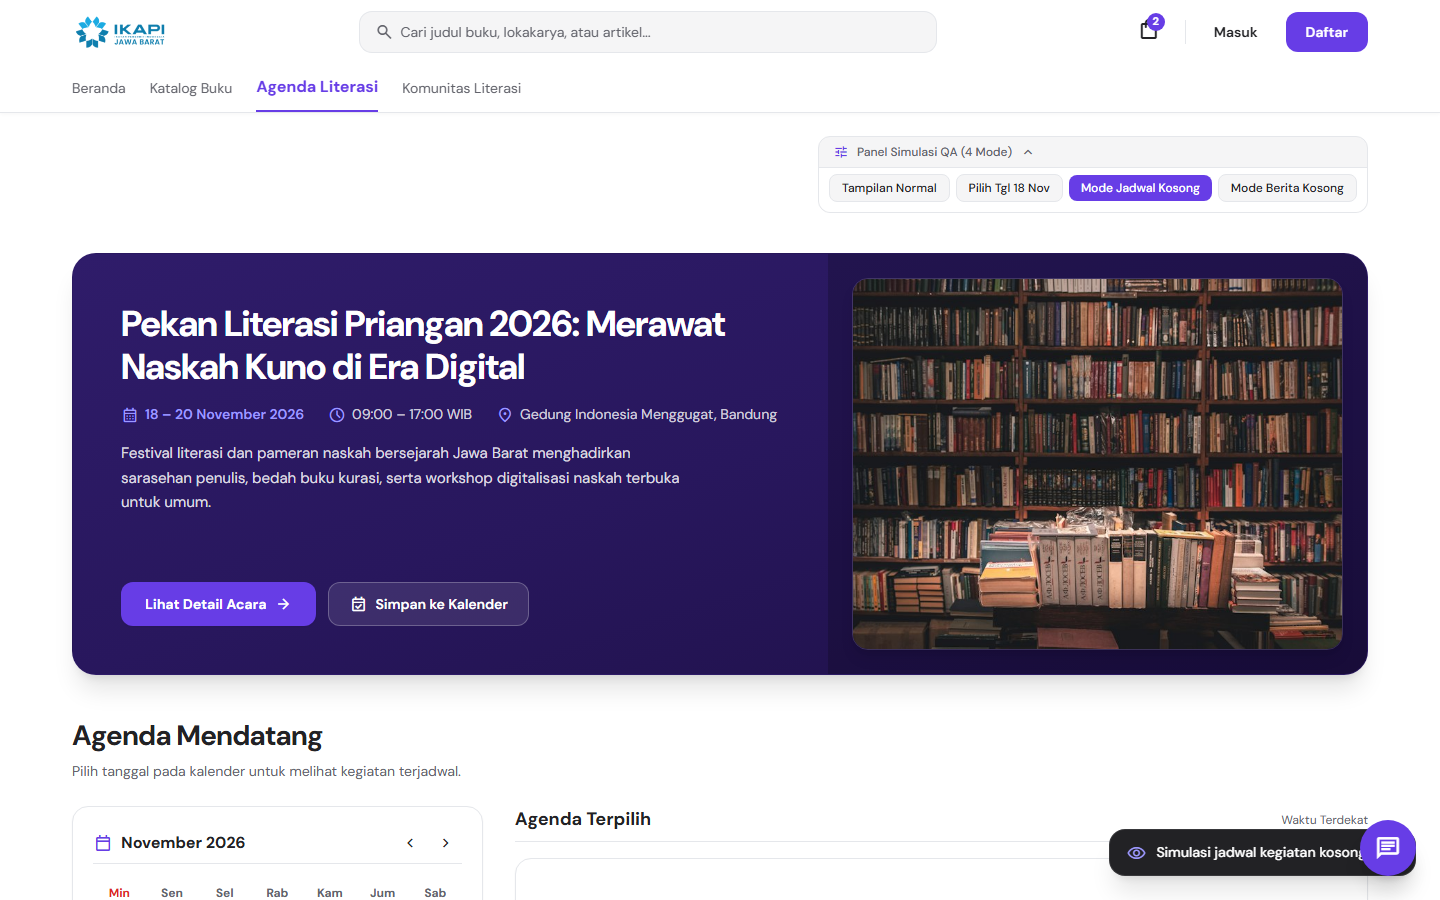 IKAPI
JAWA BARAT
Cari judul buku, lokakarya, atau artikel...
2
Masuk
Daftar
Beranda
Katalog Buku
Agenda Literasi
Komunitas Literasi
Panel Simulasi QA (4 Mode)
Tampilan Normal
Pilih Tgl 18 Nov
Mode Jadwal Kosong
Mode Berita Kosong
Pekan Literasi Priangan 2026: Merawat
Naskah Kuno di Era Digital
18 – 20 November 2026
09:00 – 17:00 WIB
Gedung Indonesia Menggugat, Bandung
Festival literasi dan pameran naskah bersejarah Jawa Barat menghadirkan
sarasehan penulis, bedah buku kurasi, serta workshop digitalisasi naskah terbuka
untuk umum.
Lihat Detail Acara
Simpan ke Kalender
Agenda Mendatang
Pilih tanggal pada kalender untuk melihat kegiatan terjadwal.
November 2026
Min Sen Sel Rab Kam Jum Sab
Agenda Terpilih
Waktu Terdekat
Simulasi jadwal kegiatan kosong